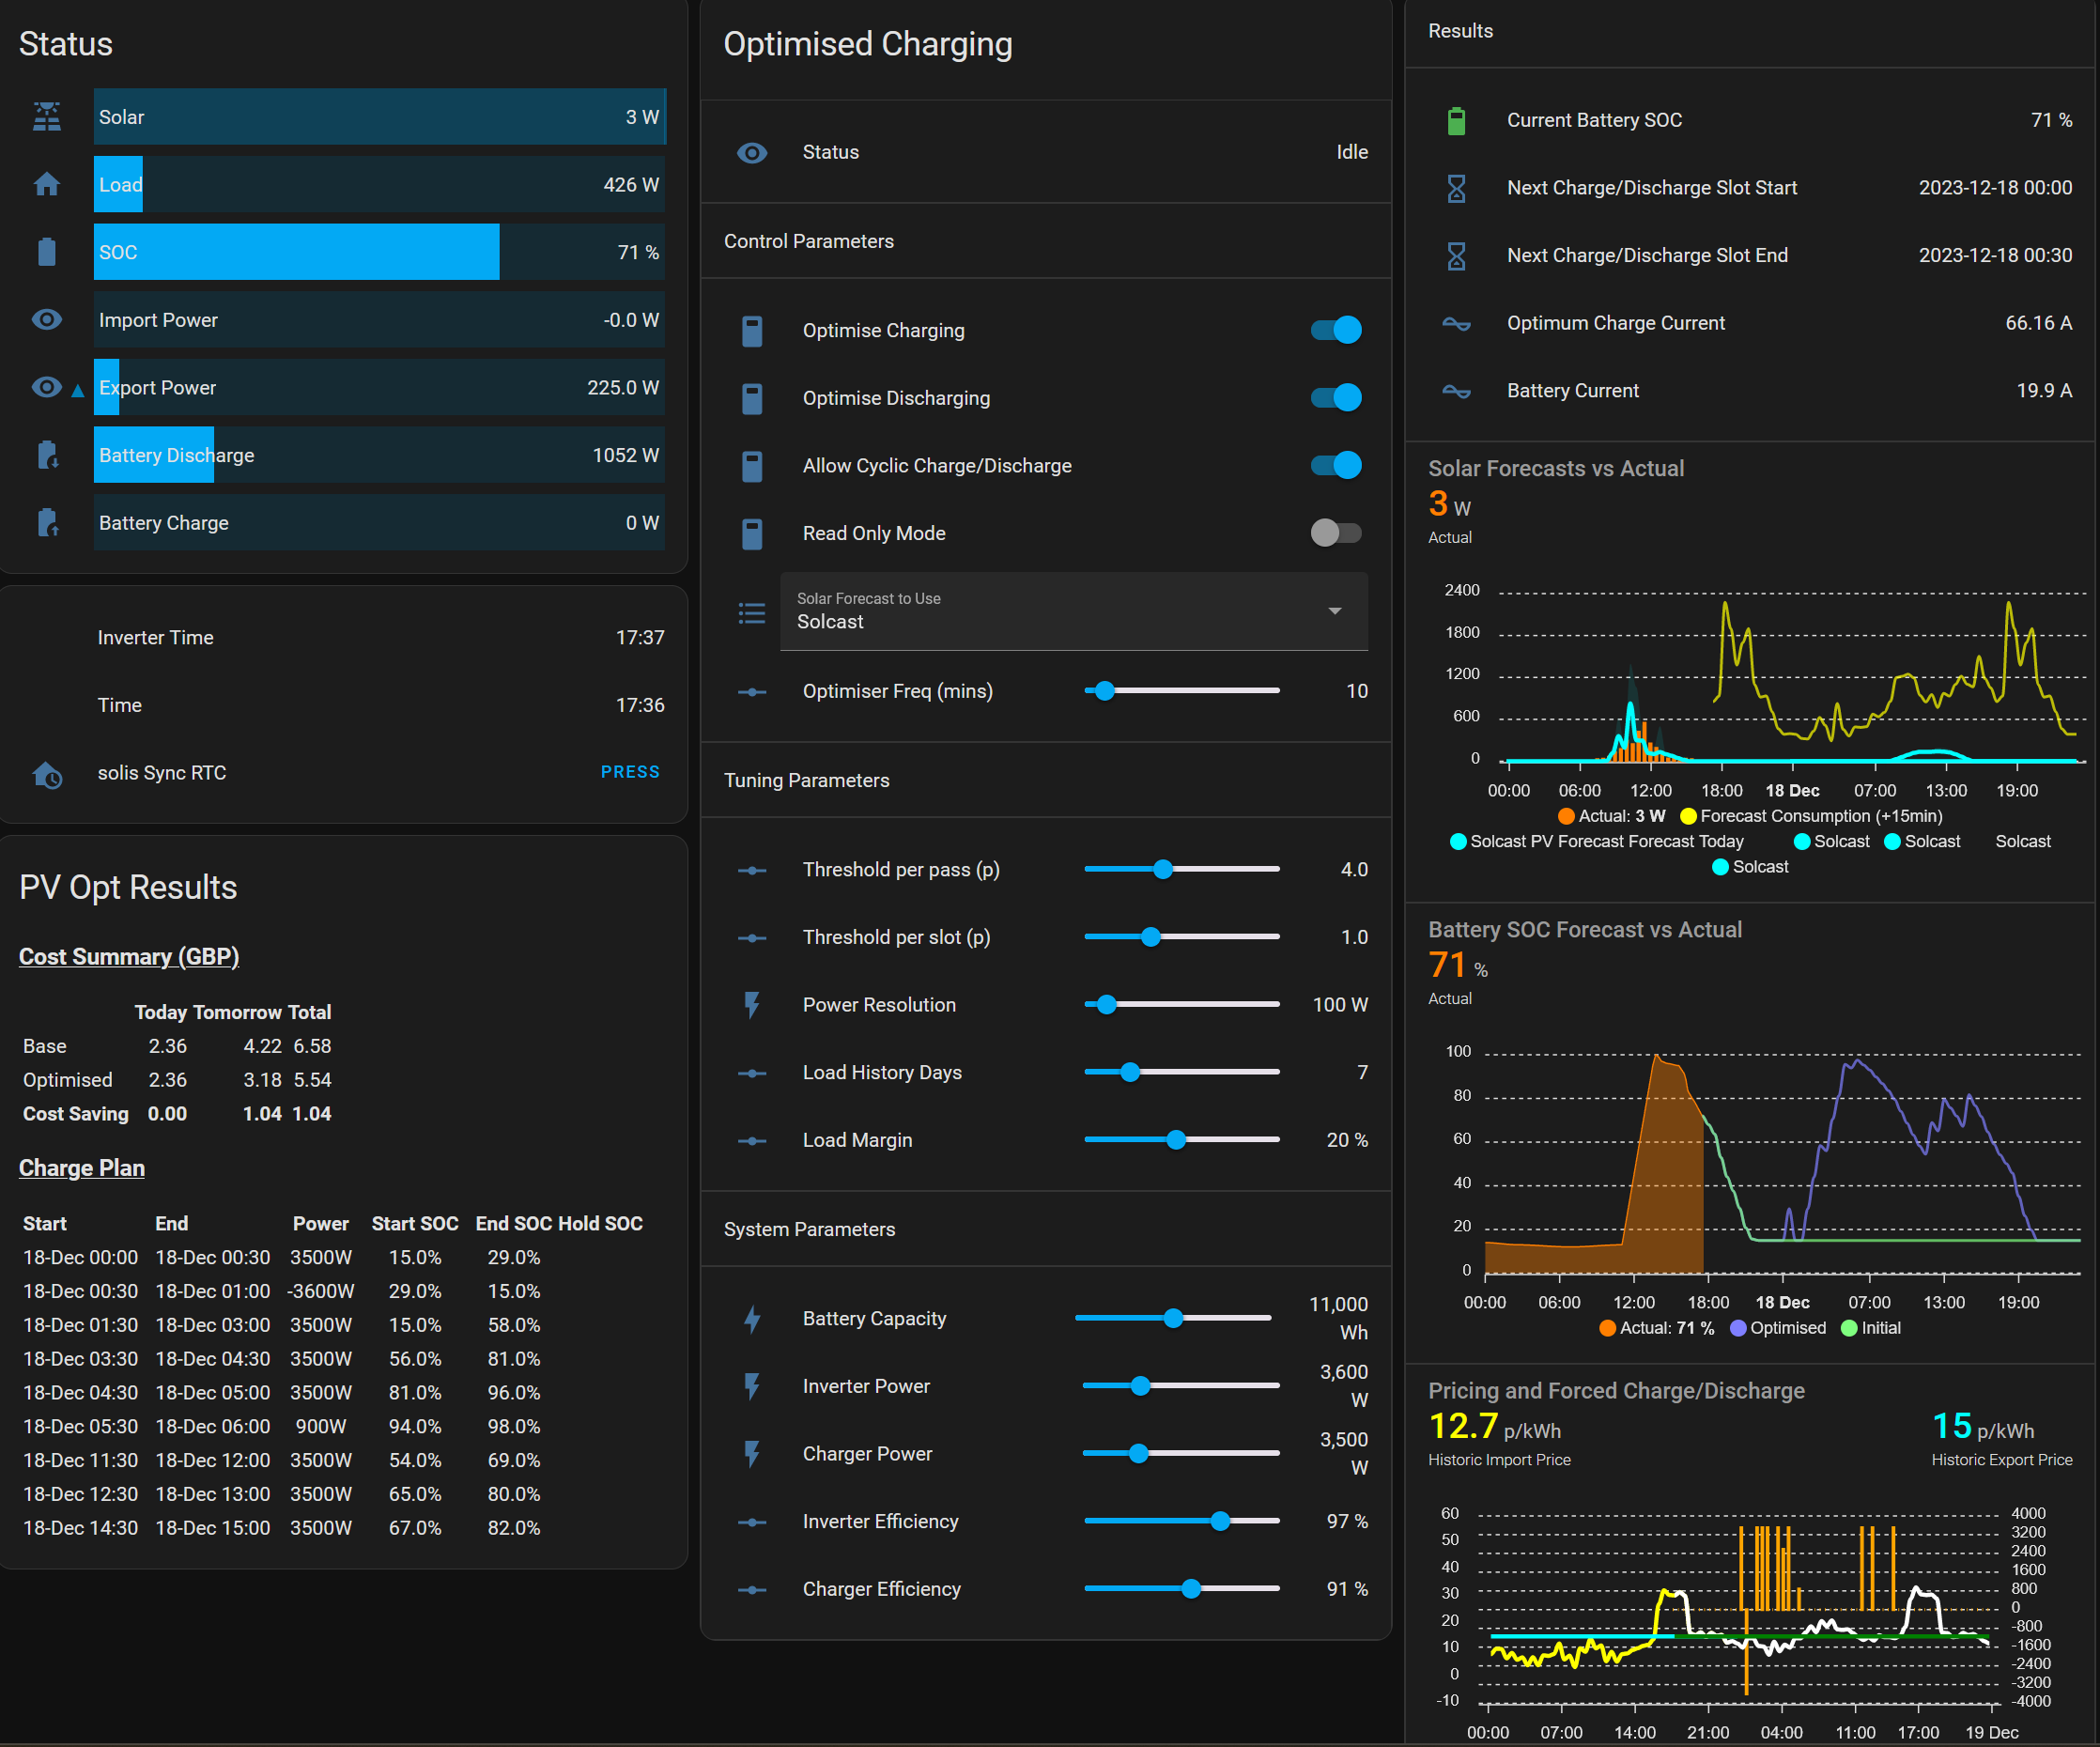 Status
Solar 3 W
Load 426 W
SOC 71 %
Import Power -0.0 W
Export Power 225.0 W
Battery Discharge 1052 W
Battery Charge 0 W
Inverter Time 17:37
Time 17:36
solis Sync RTC PRESS
PV Opt Results
Cost Summary (GBP)
Today Tomorrow Total
Base 2.36 4.22 6.58
Optimised 2.36 3.18 5.54
Cost Saving 0.00 1.04 1.04
Charge Plan
Start End Power Start SOC End SOC Hold SOC
18-Dec 00:00 18-Dec 00:30 3500W 15.0% 29.0%
18-Dec 00:30 18-Dec 01:00 -3600W 29.0% 15.0%
18-Dec 01:30 18-Dec 03:00 3500W 15.0% 58.0%
18-Dec 03:30 18-Dec 04:30 3500W 56.0% 81.0%
18-Dec 04:30 18-Dec 05:00 3500W 81.0% 96.0%
18-Dec 05:30 18-Dec 06:00 900W 94.0% 98.0%
18-Dec 11:30 18-Dec 12:00 3500W 54.0% 69.0%
18-Dec 12:30 18-Dec 13:00 3500W 65.0% 80.0%
18-Dec 14:30 18-Dec 15:00 3500W 67.0% 82.0%
Optimised Charging
Status Idle
Control Parameters
Optimise Charging
Optimise Discharging
Allow Cyclic Charge/Discharge
Read Only Mode
Solar Forecast to Use
Solcast
Optimiser Freq (mins) 10
Tuning Parameters
Threshold per pass (p) 4.0
Threshold per slot (p) 1.0
Power Resolution 100 W
Load History Days 7
Load Margin 20 %
System Parameters
Battery Capacity 11,000 Wh
Inverter Power 3,600 W
Charger Power 3,500 W
Inverter Efficiency 97 %
Charger Efficiency 91 %
Results
Current Battery SOC 71 %
Next Charge/Discharge Slot Start 2023-12-18 00:00
Next Charge/Discharge Slot End 2023-12-18 00:30
Optimum Charge Current 66.16 A
Battery Current 19.9 A
Solar Forecasts vs Actual
3 W
Actual
2400
1800
1200
600
0
00:00 06:00 12:00 18:00 18 Dec 07:00 13:00 19:00
Actual: 3 W Forecast Consumption (+15min)
Solcast PV Forecast Forecast Today Solcast Solcast Solcast
Solcast
Battery SOC Forecast vs Actual
71 %
Actual
100
80
60
40
20
0
00:00 06:00 12:00 18:00 18 Dec 07:00 13:00 19:00
Actual: 71 % Optimised Initial
Pricing and Forced Charge/Discharge
12.7 p/kWh 15 p/kWh
Historic Import Price Historic Export Price
60
50
40
30
20
10
0
-10
4000
3200
2400
1600
800
0
-800
-1600
-2400
-3200
-4000
00:00 07:00 14:00 21:00 04:00 11:00 17:00 19 Dec